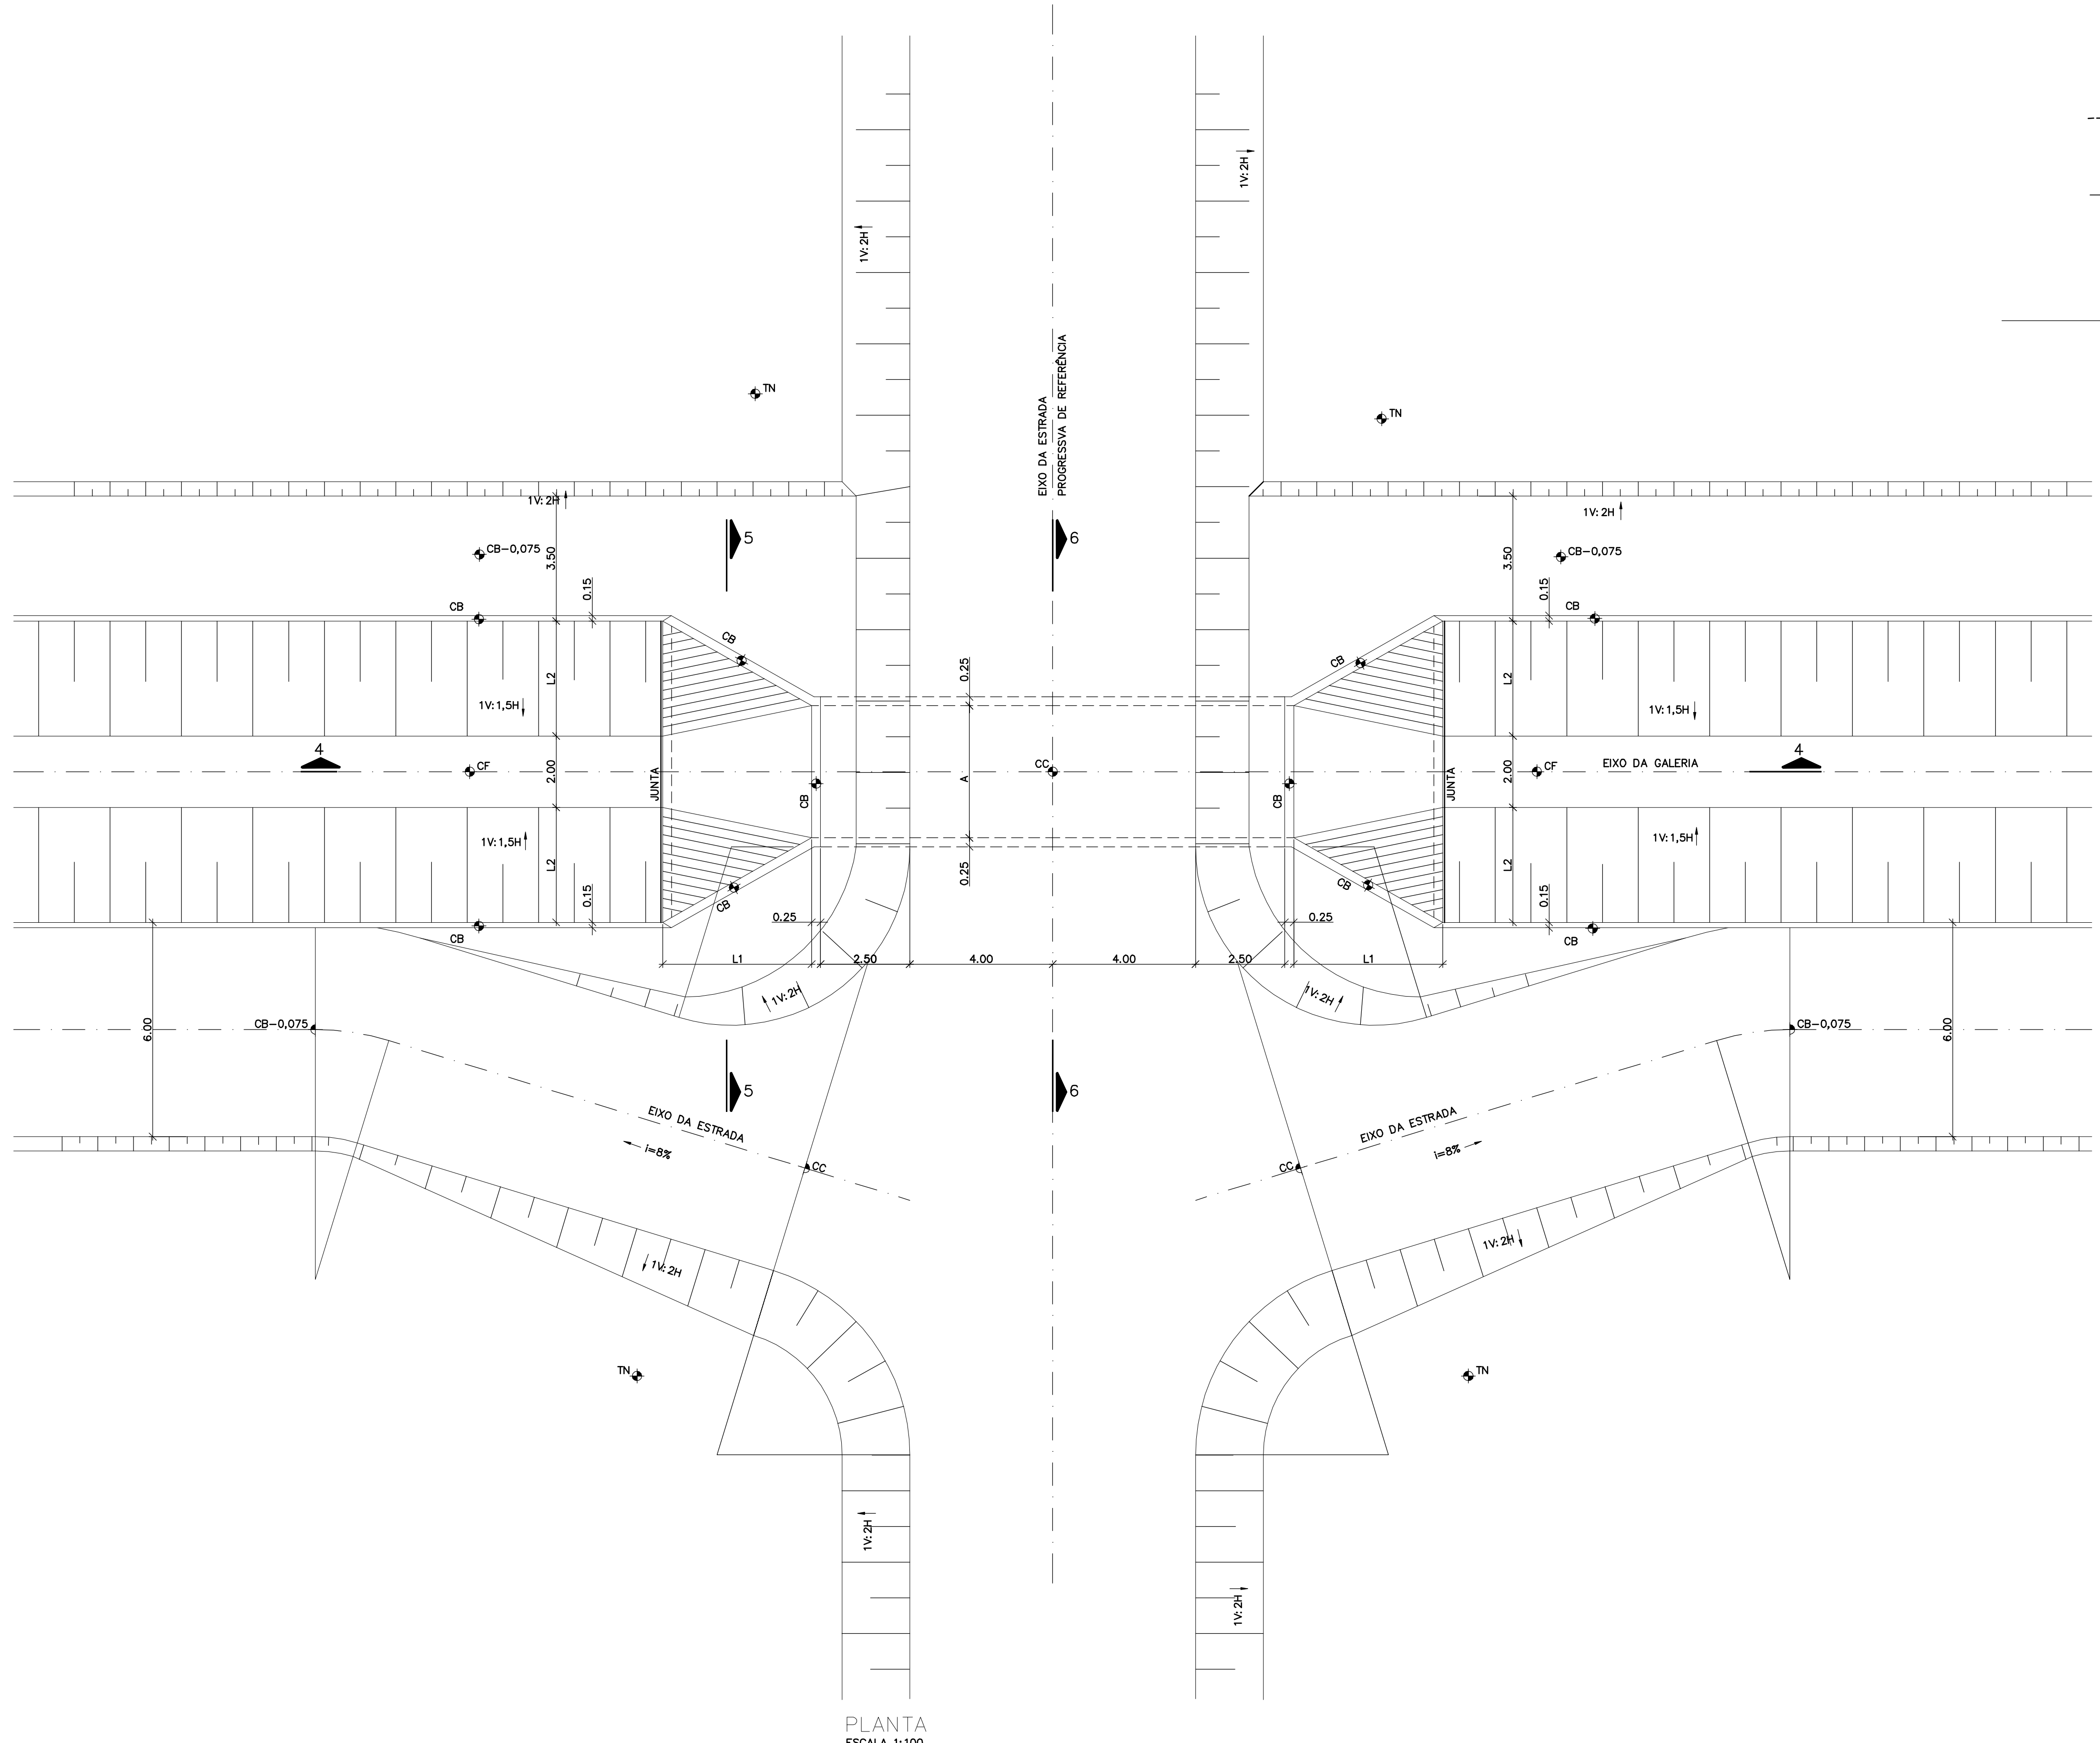 1V:2H
1V:2H
EIXO DA ESTRADA
PROGRESSVA DE REFERÊNCIA
TN
TN
1V:2H
1V:2H
5
6
CB-0,075
3.50
CB-0,075
3.50
0.15
0.15
CB
CB
CB
CB
0.25
L2
L2
1V:1,5H
1V:1,5H
4
4
CF
2.00
JUNTA
CB
A
CC
CB
JUNTA
2.00
CF
EIXO DA GALERIA
1V:1,5H
1V:1,5H
L2
L2
0.25
CB
CB
0.15
0.15
0.25
0.25
CB
CB
L1
2.50
4.00
4.00
2.50
L1
1V:2H
1V:2H
6.00
CB-0,075
CB-0,075
6.00
5
6
EIXO DA ESTRADA
EIXO DA ESTRADA
i=8%
i=8%
CC
CC
1V:2H
1V:2H
TN
TN
1V:2H
1V:2H
PLANTA
ESCALA 1:100